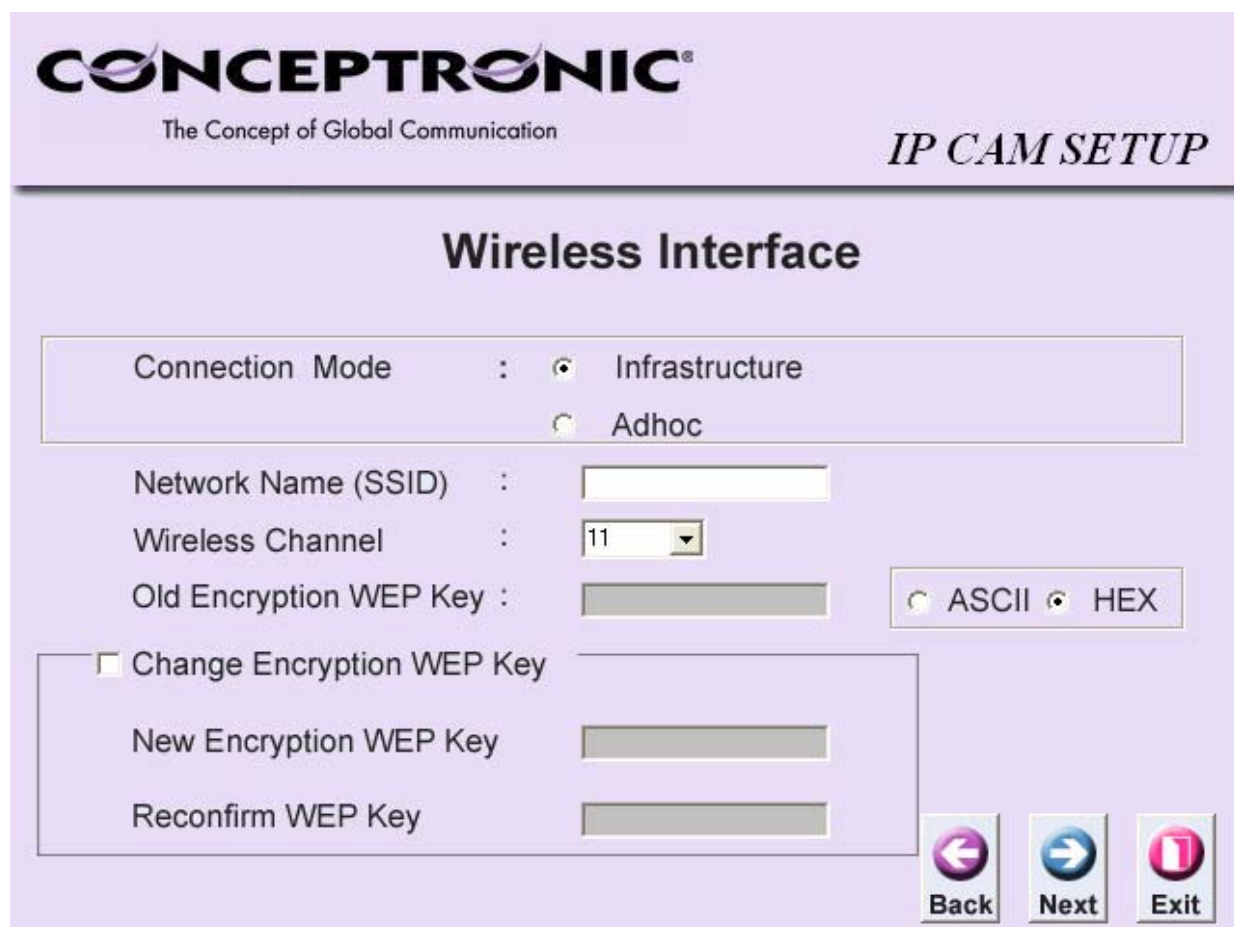 CONCEPTRONIC®
The Concept of Global Communication
IP CAM SETUP
Wireless Interface
Connection Mode : Infrastructure
Adhoc
Network Name (SSID) :
Wireless Channel : 11
Old Encryption WEP Key : ASCII HEX
Change Encryption WEP Key
New Encryption WEP Key
Reconfirm WEP Key
Back Next Exit